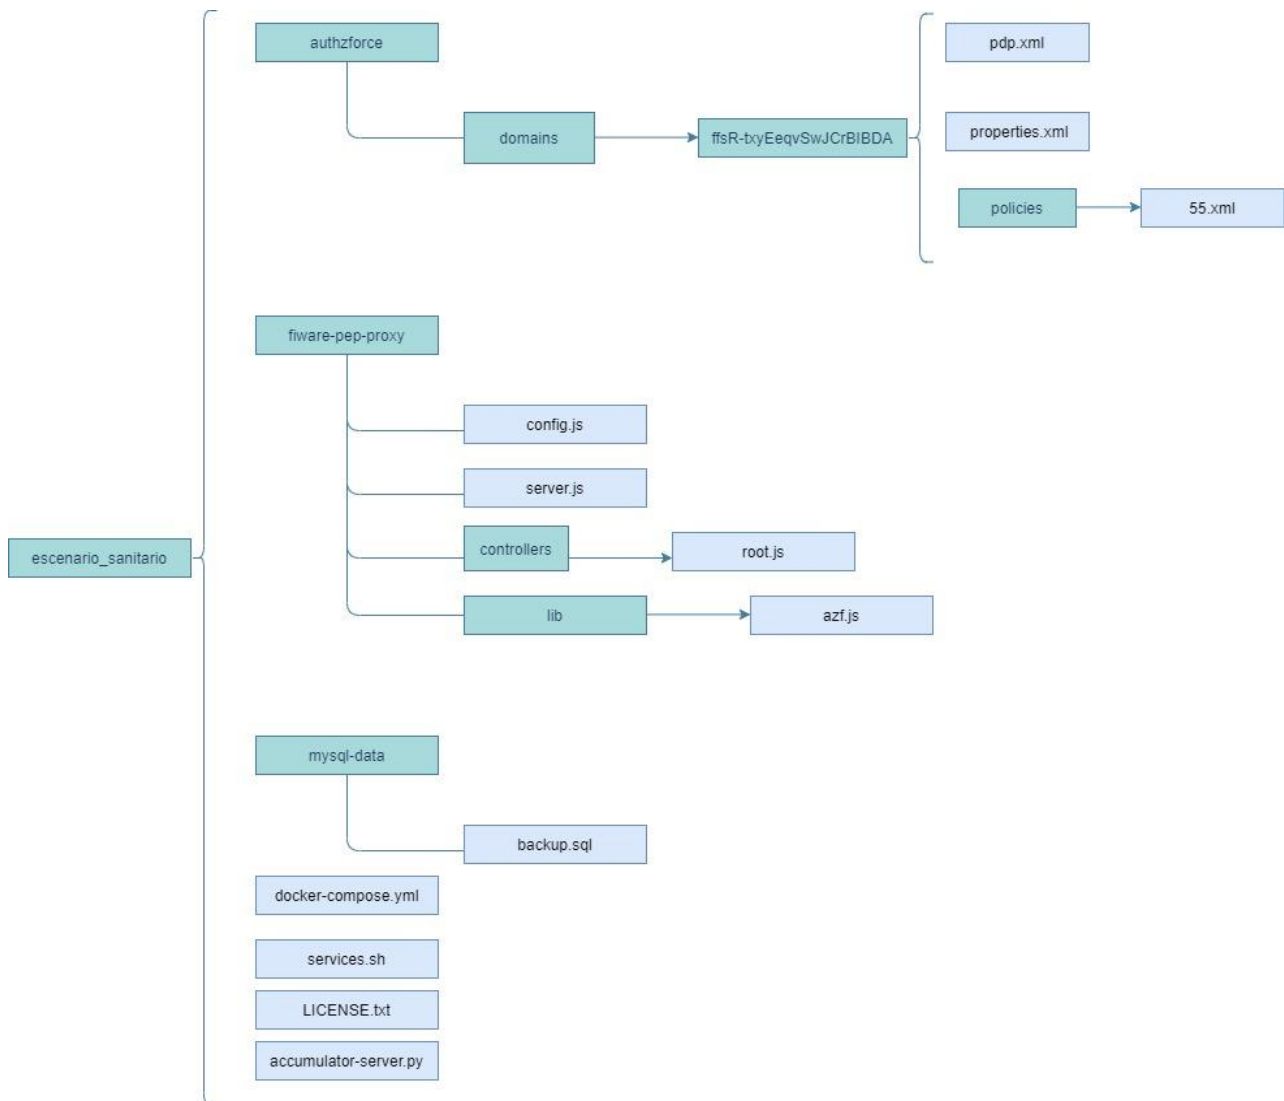 authzforce
pdp.xml
domains
ffsR-txyEeqvSwJCrBIBDA
properties.xml
policies
55.xml
fiware-pep-proxy
config.js
server.js
escenario_sanitario
controllers
root.js
lib
azf.js
mysql-data
backup.sql
docker-compose.yml
services.sh
LICENSE.txt
accumulator-server.py